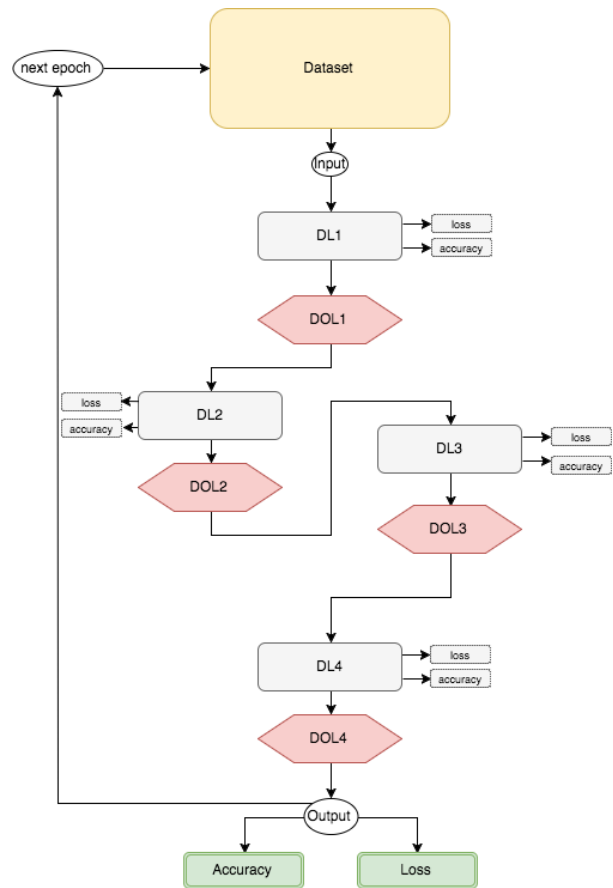 next epoch
Dataset
Input
DL1
loss
accuracy
DOL1
loss
accuracy
DL2
DOL2
DL3
loss
accuracy
DOL3
DL4
loss
accuracy
DOL4
Output
Accuracy
Loss